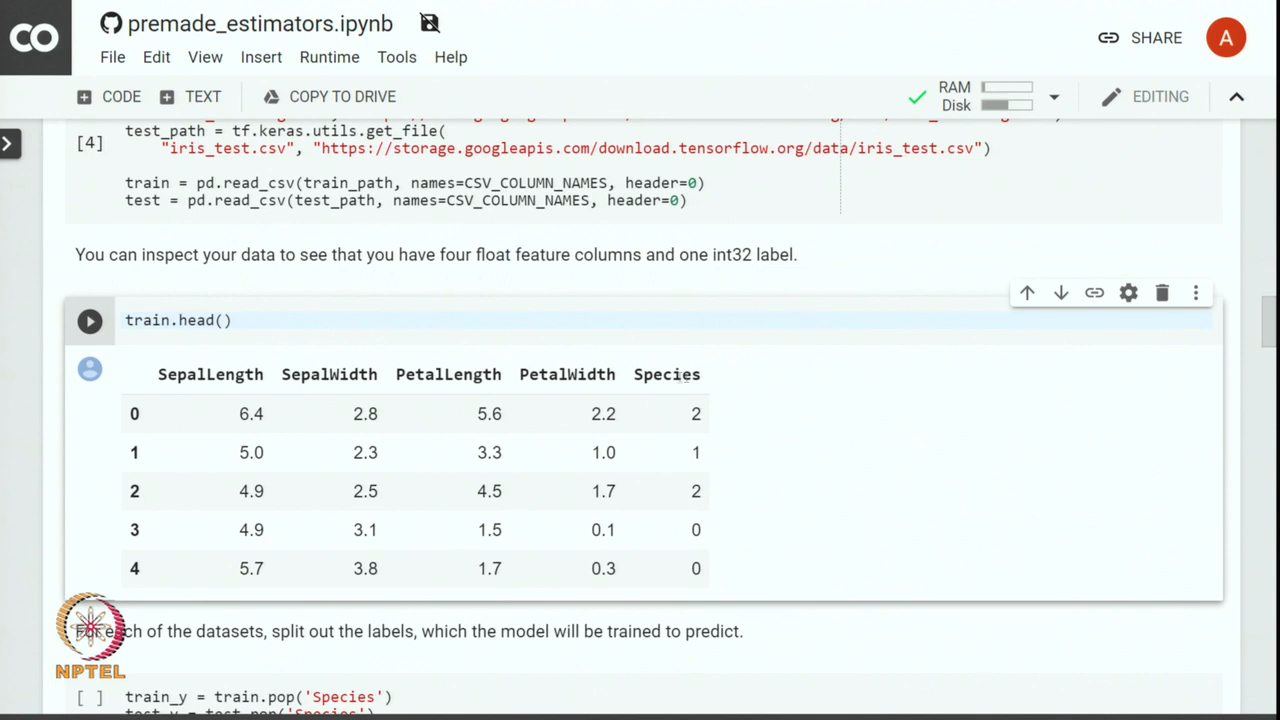 CO premade_estimators.ipynb
SHARE A
File Edit View Insert Runtime Tools Help
CODE TEXT COPY TO DRIVE RAM Disk EDITING
[4] test_path = tf.keras.utils.get_file(
"iris_test.csv", "https://storage.googleapis.com/download.tensorflow.org/data/iris_test.csv")
train = pd.read_csv(train_path, names=CSV_COLUMN_NAMES, header=0)
test = pd.read_csv(test_path, names=CSV_COLUMN_NAMES, header=0)
You can inspect your data to see that you have four float feature columns and one int32 label.
train.head()
SepalLength SepalWidth PetalLength PetalWidth Species
0 6.4 2.8 5.6 2.2 2
1 5.0 2.3 3.3 1.0 1
2 4.9 2.5 4.5 1.7 2
3 4.9 3.1 1.5 0.1 0
4 5.7 3.8 1.7 0.3 0
For each of the datasets, split out the labels, which the model will be trained to predict.
NPTEL
[ ] train_y = train.pop('Species')
test_y = test.pop('Species')